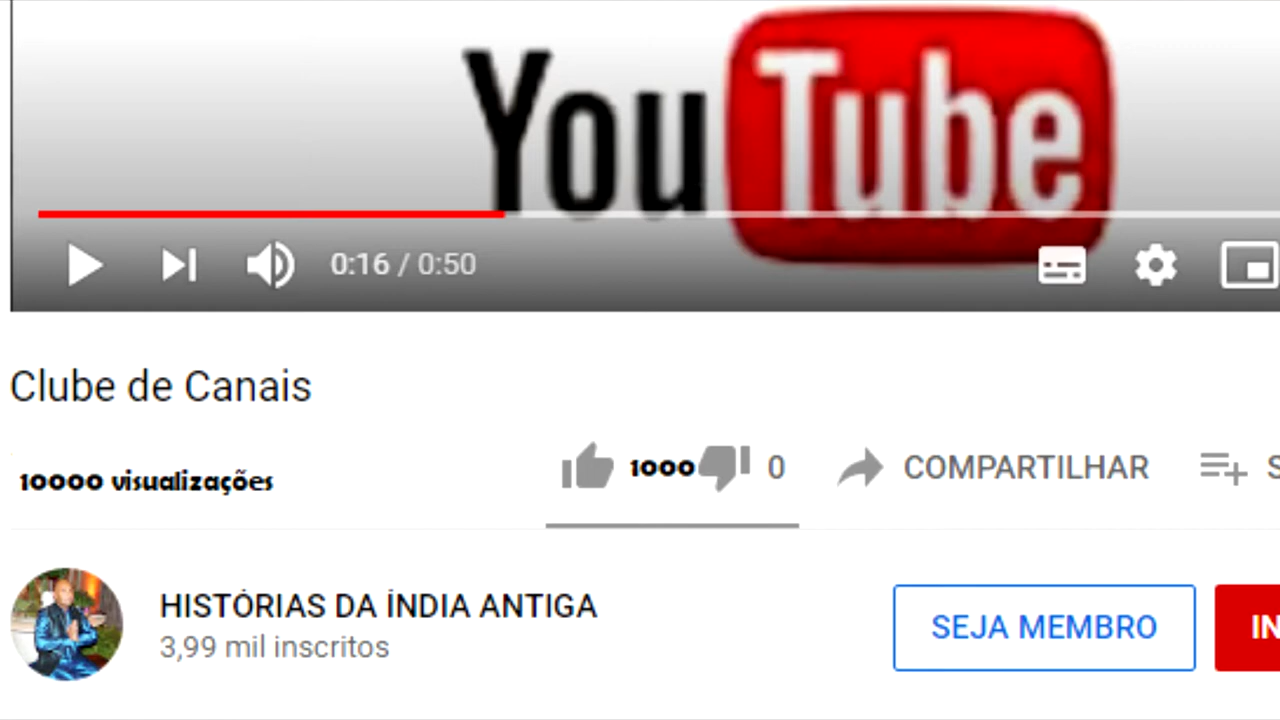 YouTube
0:16 / 0:50
Clube de Canais
10000 visualizações
1000 0 COMPARTILHAR S
HISTÓRIAS DA ÍNDIA ANTIGA
3,99 mil inscritos
SEJA MEMBRO IN